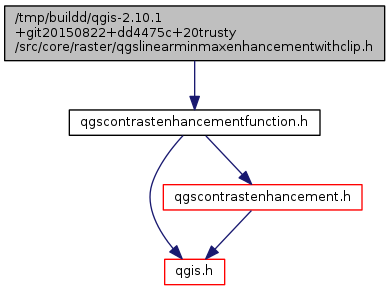 /tmp/buildd/qgis-2.10.1
+git20150822+dd4475c+20trusty
/src/core/raster/qgslinearminmaxenhancementwithclip.h
qgscontrastenhancementfunction.h
qgscontrastenhancement.h
qgis.h